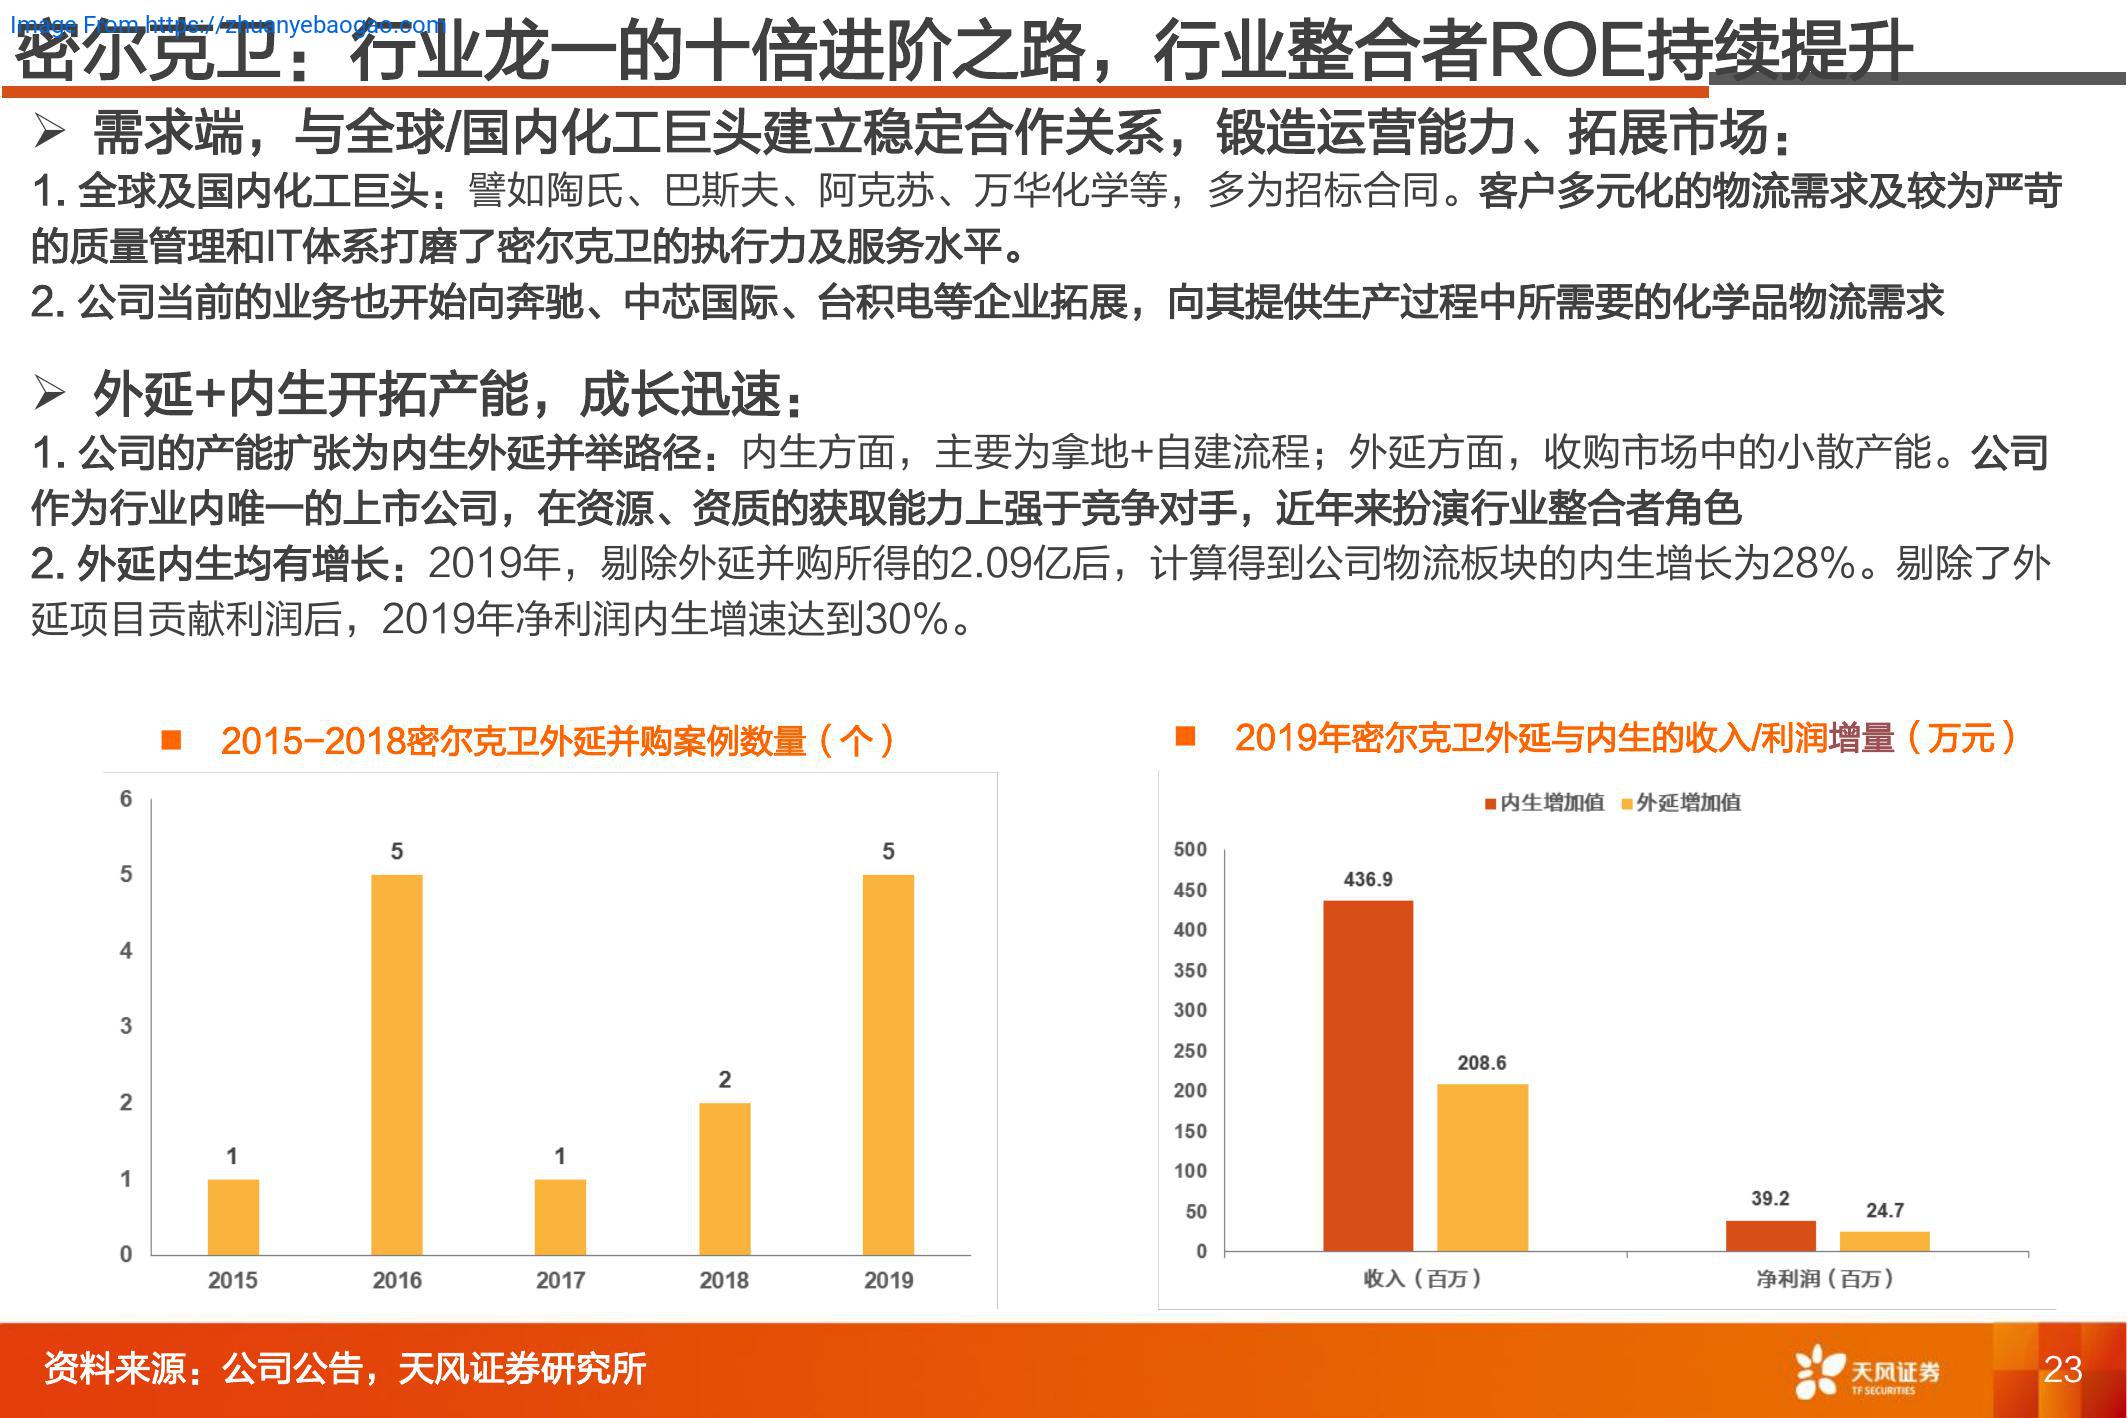 Image From https://zhuanyebaogao.com
密尔克卫：行业龙一的十倍进阶之路，行业整合者ROE持续提升
➢ 需求端，与全球/国内化工巨头建立稳定合作关系，锻造运营能力、拓展市场：
1. 全球及国内化工巨头：譬如陶氏、巴斯夫、阿克苏、万华化学等，多为招标合同。客户多元化的物流需求及较为严苛
的质量管理和IT体系打磨了密尔克卫的执行力及服务水平。
2. 公司当前的业务也开始向奔驰、中芯国际、台积电等企业拓展，向其提供生产过程中所需要的化学品物流需求
➢ 外延+内生开拓产能，成长迅速：
1. 公司的产能扩张为内生外延并举路径：内生方面，主要为拿地+自建流程；外延方面，收购市场中的小散产能。公司
作为行业内唯一的上市公司，在资源、资质的获取能力上强于竞争对手，近年来扮演行业整合者角色
2. 外延内生均有增长：2019年，剔除外延并购所得的2.09亿后，计算得到公司物流板块的内生增长为28%。剔除了外
延项目贡献利润后，2019年净利润内生增速达到30%。
■ 2015-2018密尔克卫外延并购案例数量（个）
6
5
4
3
2
1
0
1
5
1
2
5
2015
2016
2017
2018
2019
■ 2019年密尔克卫外延与内生的收入/利润增量（万元）
■内生增加值 ■外延增加值
500
450
400
350
300
250
200
150
100
50
0
436.9
208.6
39.2
24.7
收入（百万）
净利润（百万）
资料来源：公司公告，天风证券研究所
天风证券
TF SECURITIES
23